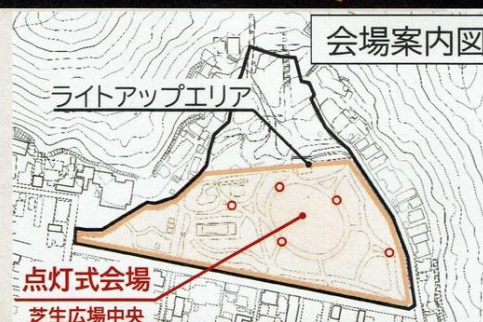 会場案内図
ライトアップエリア
点灯式会場
芝生広場中央